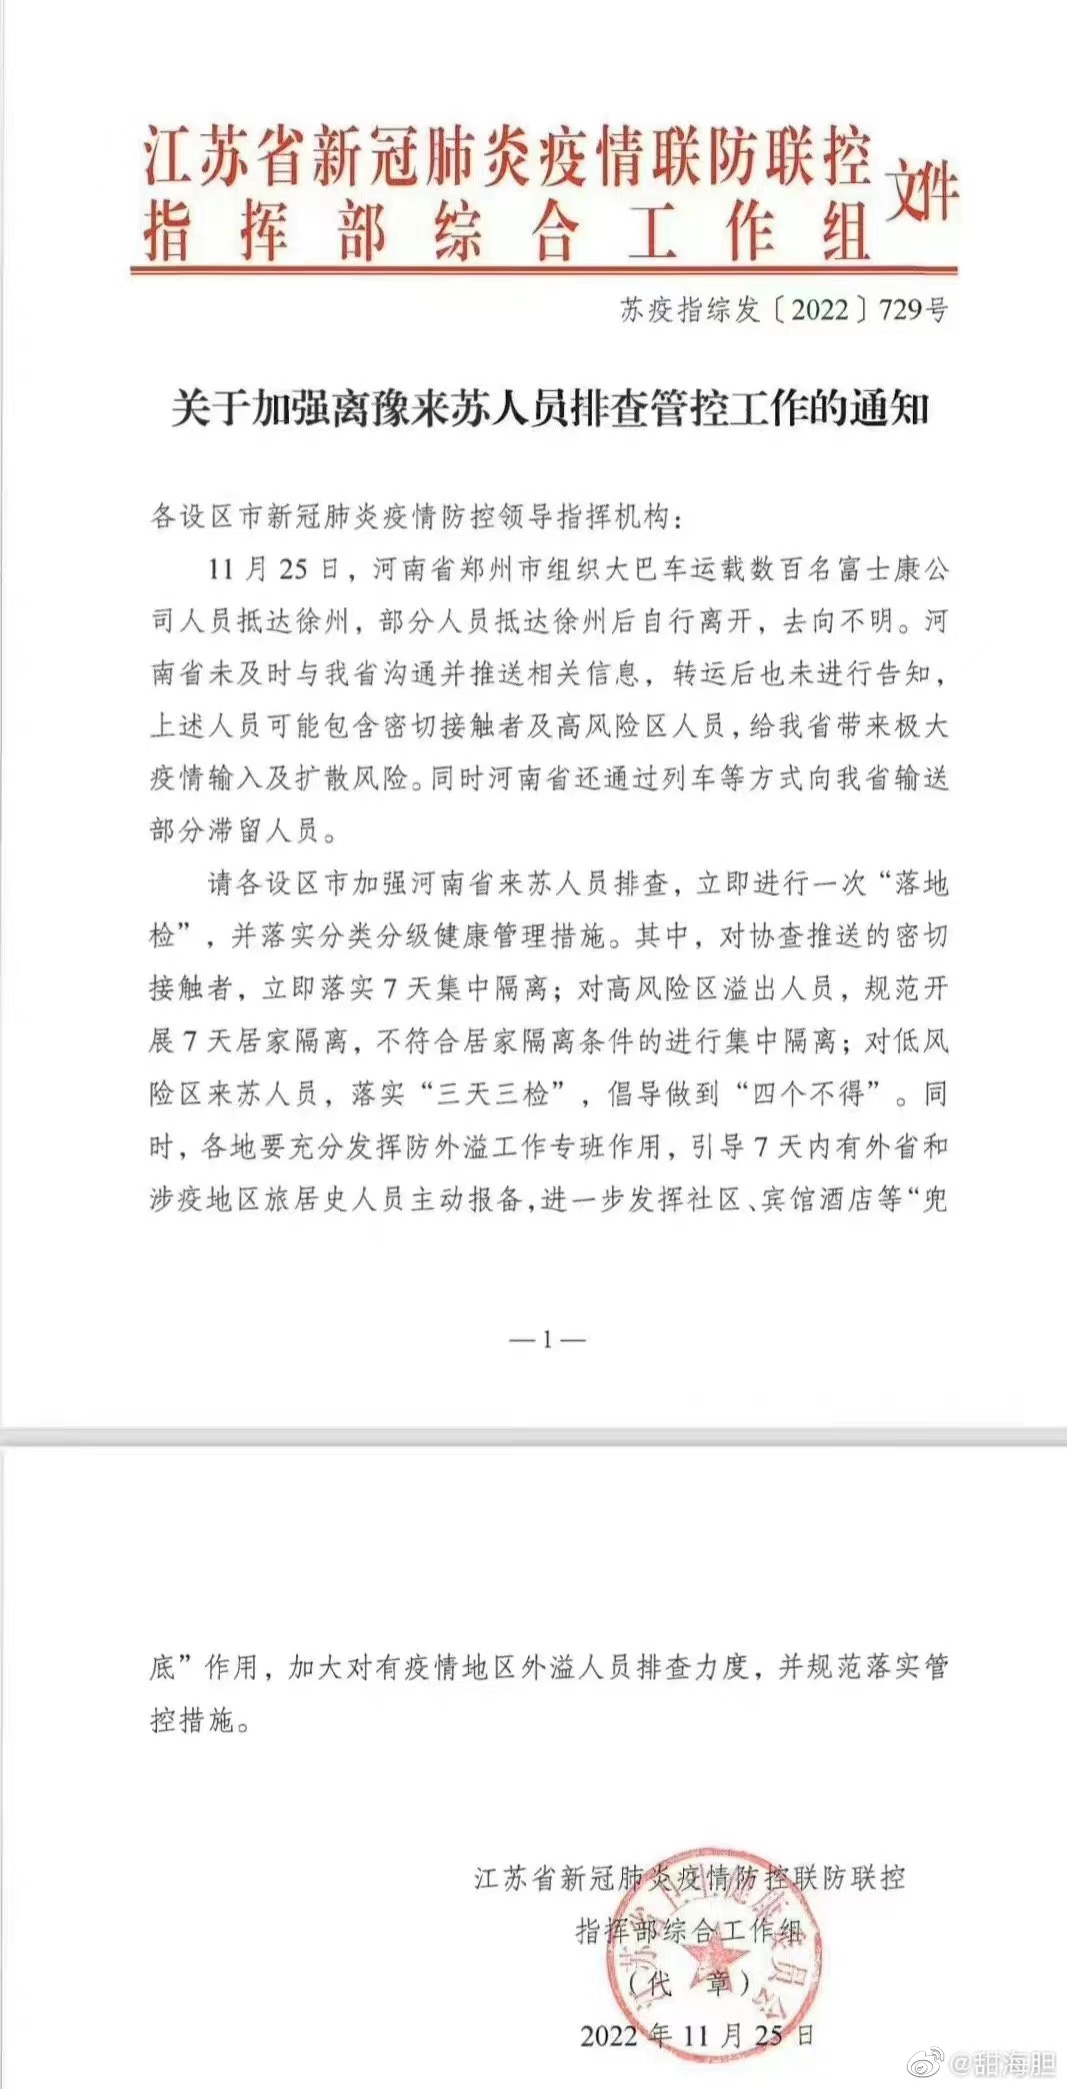 江苏省新冠肺炎疫情联防联控
指挥部综合工作组
文件
苏疫指综发〔2022〕729号
关于加强离豫来苏人员排查管控工作的通知
各设区市新冠肺炎疫情防控领导指挥机构：
11月25日，河南省郑州市组织大巴车运载数百名富士康公
司人员抵达徐州，部分人员抵达徐州后自行离开，去向不明。河
南省未及时与我省沟通并推送相关信息，转运后也未进行告知，
上述人员可能包含密切接触者及高风险区人员，给我省带来极大
疫情输入及扩散风险。同时河南省还通过列车等方式向我省输送
部分滞留人员。
请各设区市加强河南省来苏人员排查，立即进行一次“落地
检”，并落实分类分级健康管理措施。其中，对协查推送的密切
接触者，立即落实7天集中隔离；对高风险区溢出人员，规范开
展7天居家隔离，不符合居家隔离条件的进行集中隔离；对低风
险区来苏人员，落实“三天三检”，倡导做到“四个不得”。同
时，各地要充分发挥防外溢工作专班作用，引导7天内有外省和
涉疫地区旅居史人员主动报备，进一步发挥社区、宾馆酒店等“兜
— 1 —
底”作用，加大对有疫情地区外溢人员排查力度，并规范落实管
控措施。
江苏省新冠肺炎疫情防控联防联控
指挥部综合工作组
（代 章）
2022年11月25日
江苏省卫生健康委员会
@甜海胆